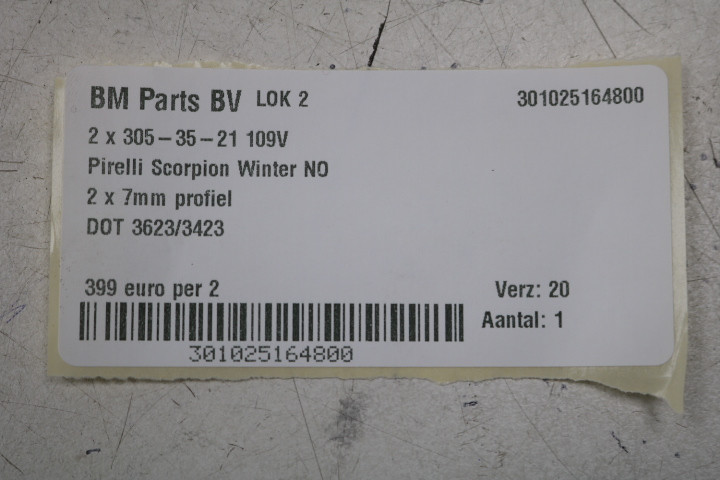 BM Parts BV LOK 2 301025164800
2 x 305-35-21 109V
Pirelli Scorpion Winter NO
2 x 7mm profiel
DOT 3623/3423
399 euro per 2 Verz: 20
Aantal: 1
301025164800